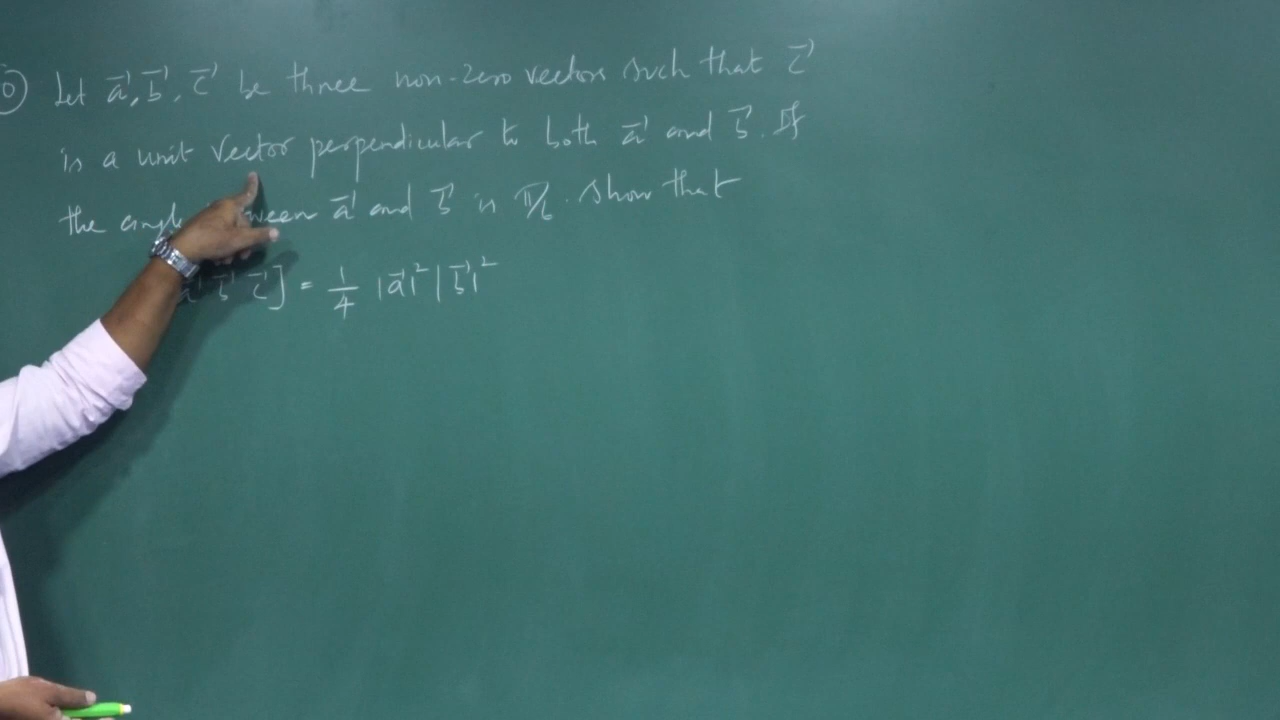 0) Let a⃗, b⃗, c⃗ be three non-zero vectors such that c⃗
is a unit vector perpendicular to both a⃗ and b⃗. If
the angle between a⃗ and b⃗ is π/6. show that
a⃗ b⃗ c⃗] = 1/4 |a⃗|² |b⃗|²